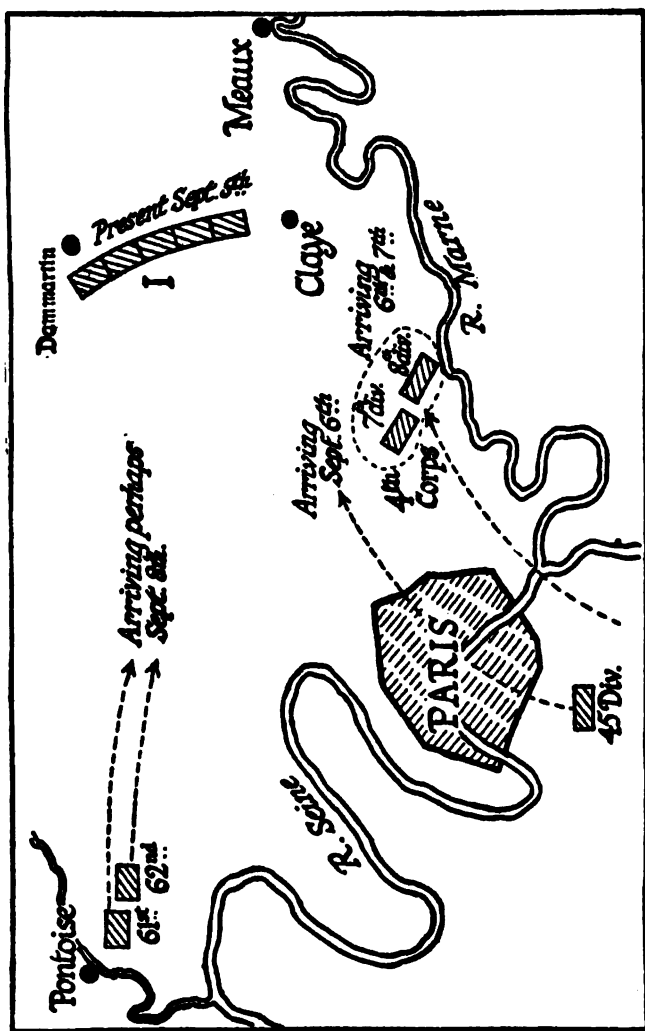 Pontoise
61st 62nd
Arriving perhaps
Sept. 8th
Dammartin
Present Sept. 5th
I
Meaux
Claye
Arriving
Sept. 6th
Arriving
6th & 7th
7th div.
8th div.
4th
Corps
R. Marne
PARIS
R. Seine
45 Div.